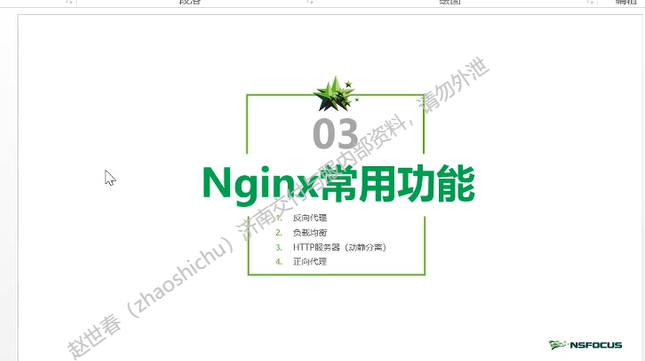 段落
绘图
编辑
03
Nginx常用功能
1. 反向代理
2. 负载均衡
3. HTTP服务器（动静分离）
4. 正向代理
赵世春（zhaoshichu）济南交付与服内部资料，请勿外泄
NSFOCUS